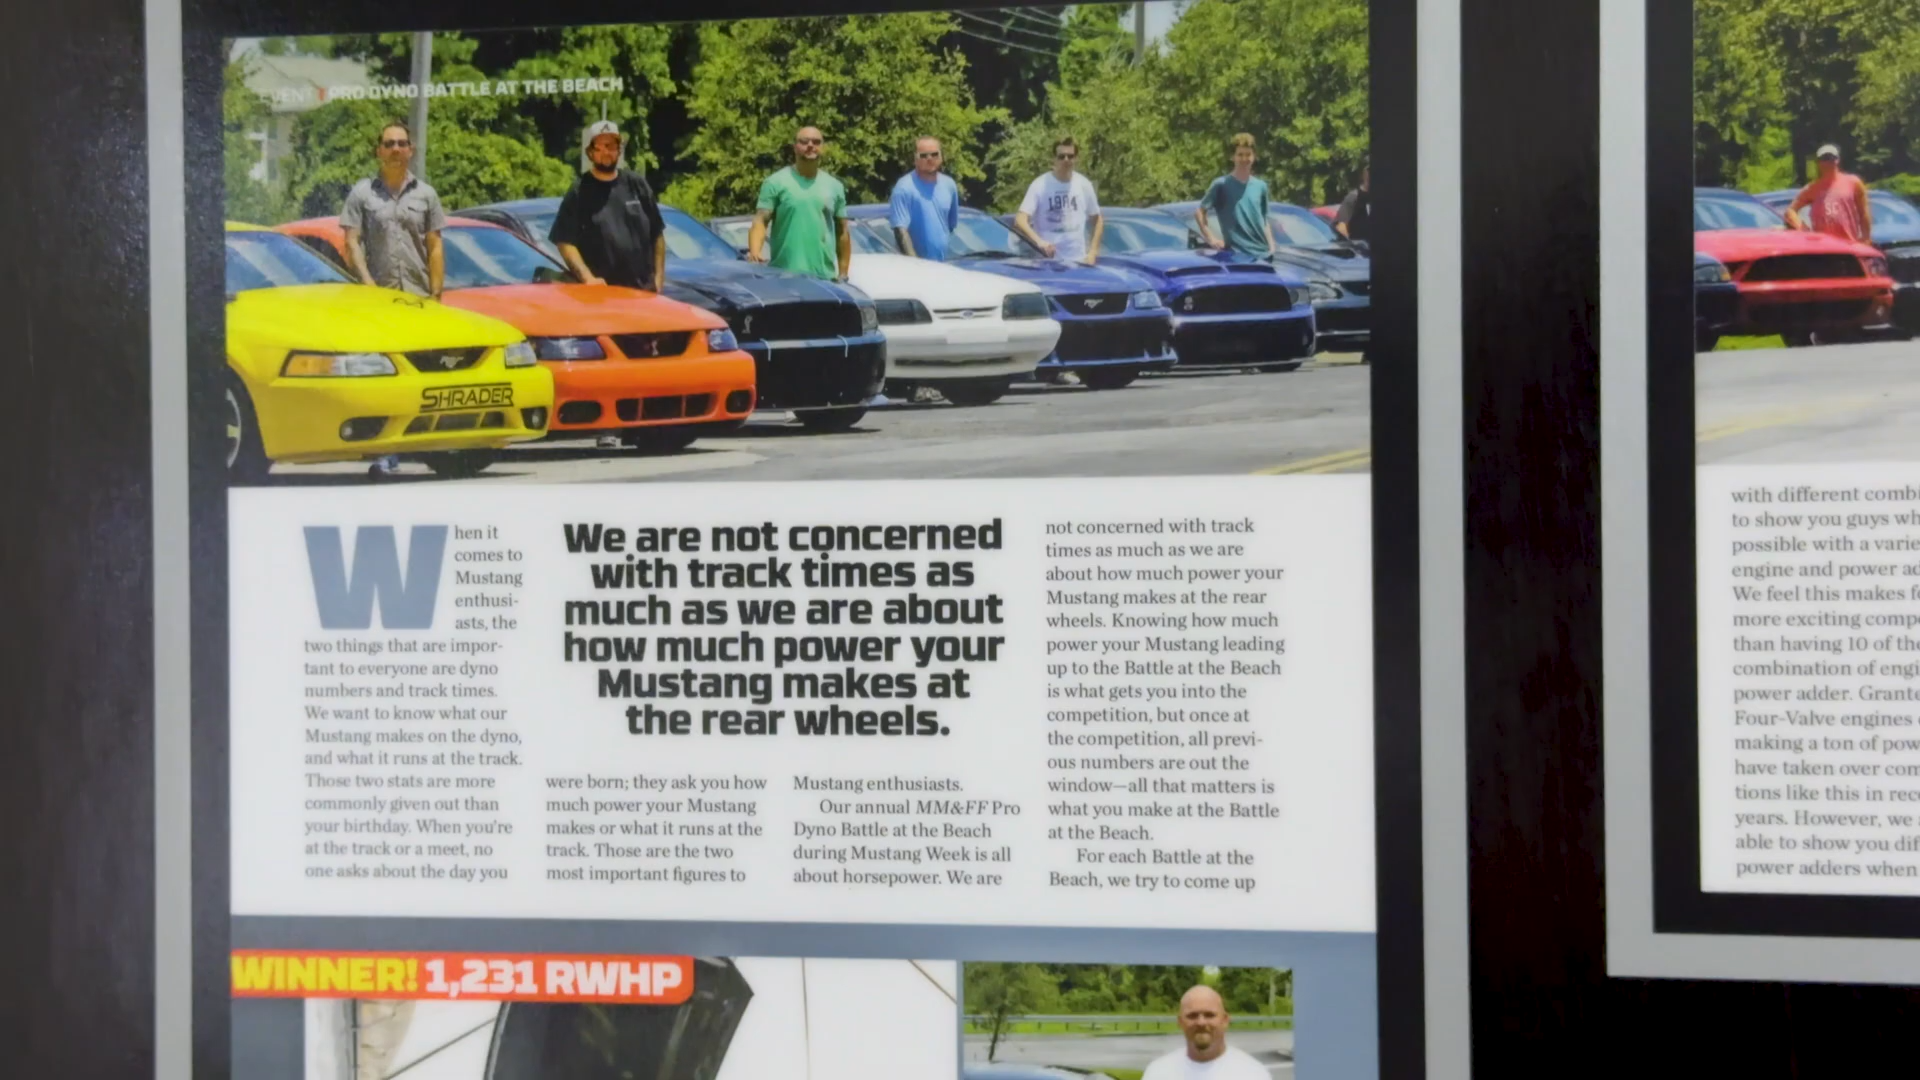 EVENT | PRO DYNO BATTLE AT THE BEACH
1984
SC
SHRADER
When it
comes to
Mustang
enthusi-
asts, the
two things that are impor-
tant to everyone are dyno
numbers and track times.
We want to know what our
Mustang makes on the dyno,
and what it runs at the track.
Those two stats are more
commonly given out than
your birthday. When you're
at the track or a meet, no
one asks about the day you
We are not concerned
with track times as
much as we are about
how much power your
Mustang makes at
the rear wheels.
were born; they ask you how
much power your Mustang
makes or what it runs at the
track. Those are the two
most important figures to
Mustang enthusiasts.
Our annual MM&FF Pro
Dyno Battle at the Beach
during Mustang Week is all
about horsepower. We are
not concerned with track
times as much as we are
about how much power your
Mustang makes at the rear
wheels. Knowing how much
power your Mustang leading
up to the Battle at the Beach
is what gets you into the
competition, but once at
the competition, all previ-
ous numbers are out the
window—all that matters is
what you make at the Battle
at the Beach.
For each Battle at the
Beach, we try to come up
WINNER! 1,231 RWHP
with different
to show you guys
possible with a
engine and power
We feel this makes
more exciting
than having 10 of
combination of
power adder.
Four-Valve engines
making a ton of
have taken over
tions like this in
years. However, we
able to show you
power adders when